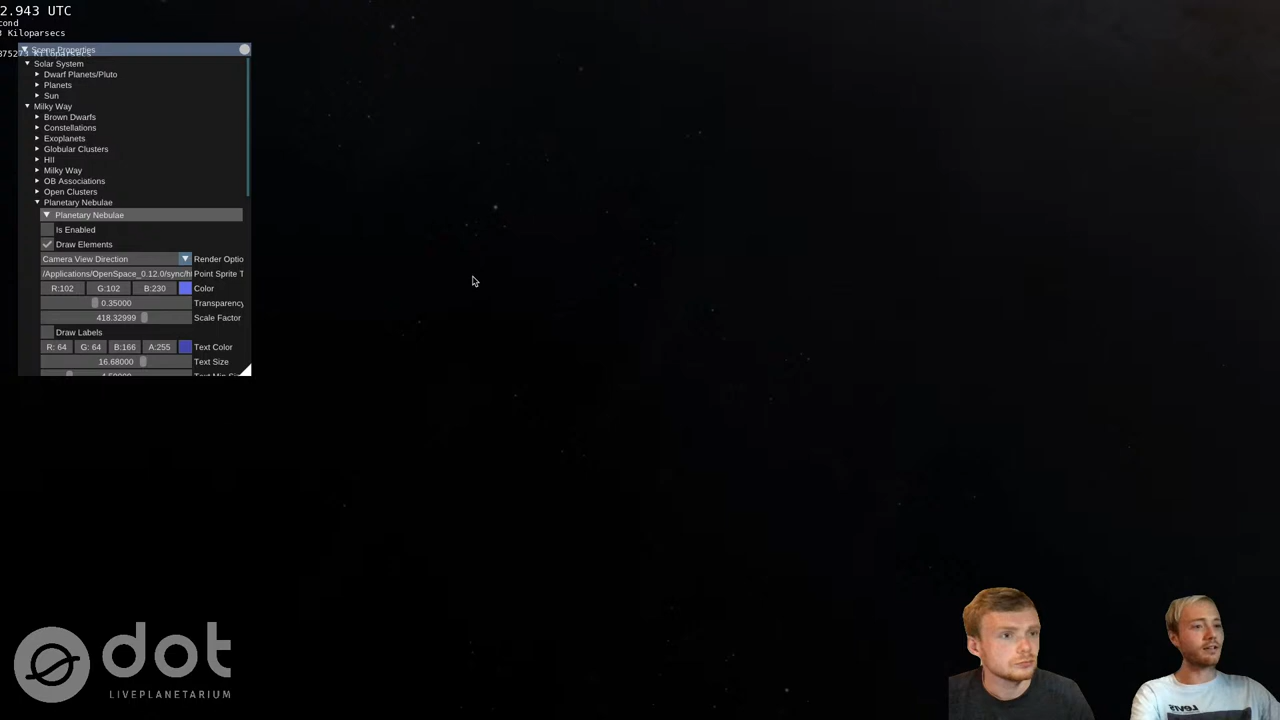 2.943 UTC
cond
Kiloparsecs
Scene Properties
875273 Kiloparsecs
Solar System
Dwarf Planets/Pluto
Planets
Sun
Milky Way
Brown Dwarfs
Constellations
Exoplanets
Globular Clusters
HII
Milky Way
OB Associations
Open Clusters
Planetary Nebulae
Planetary Nebulae
Is Enabled
Draw Elements
Camera View Direction Render Optio
/Applications/OpenSpace_0.12.0/sync/h Point Sprite T
R:102 G:102 B:230 Color
0.35000 Transparency
418.32999 Scale Factor
Draw Labels
R: 64 G: 64 B:166 A:255 Text Color
16.68000 Text Size
dot
LIVEPLANETARIUM